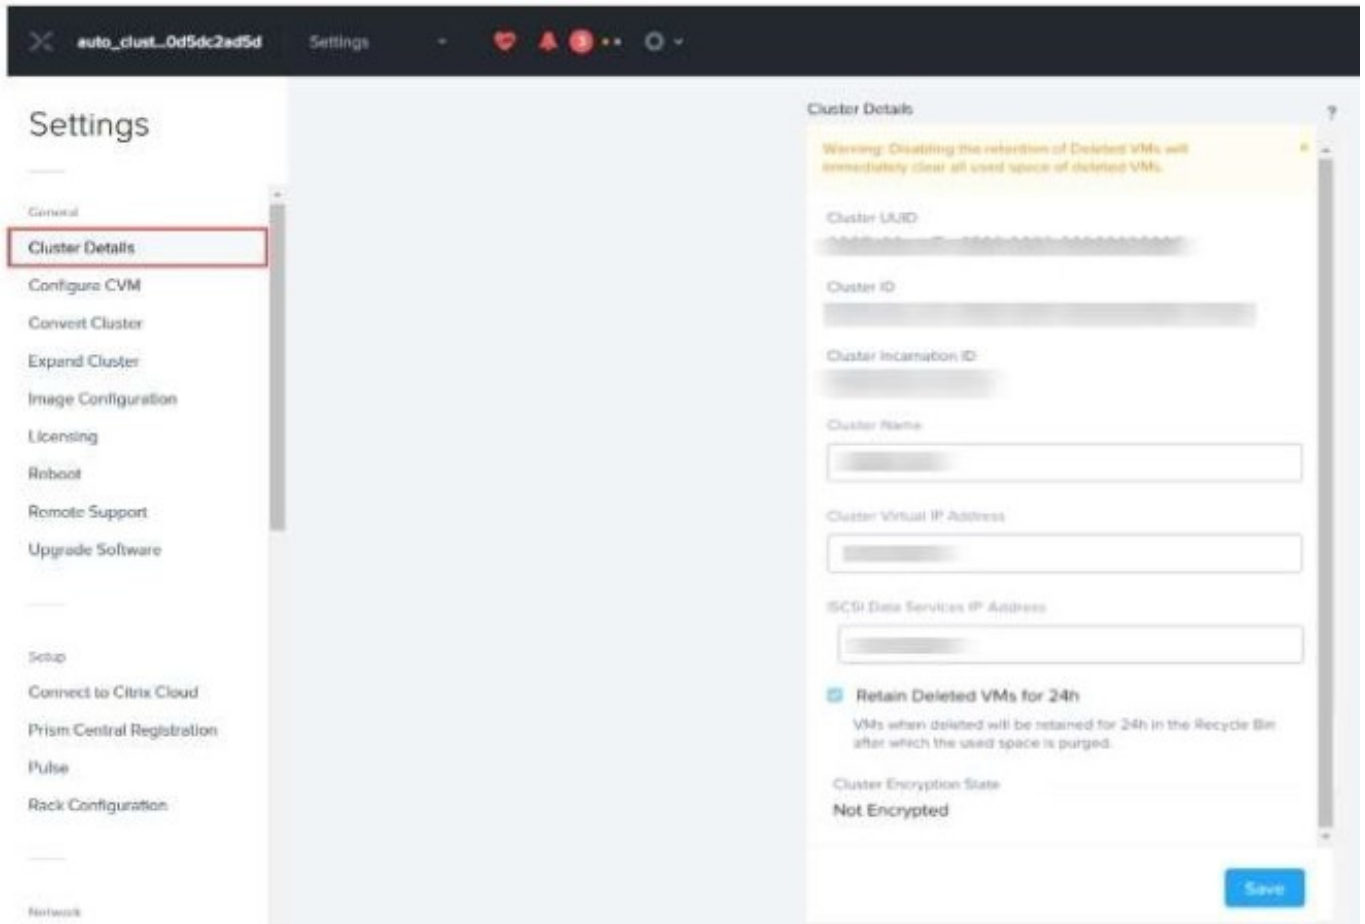 auto_clust...0d5dc2ad5d
Settings
3
Settings
General
Cluster Details
Configure CVM
Convert Cluster
Expand Cluster
Image Configuration
Licensing
Reboot
Remote Support
Upgrade Software
Setup
Connect to Citrix Cloud
Prism Central Registration
Pulse
Rack Configuration
Network
Cluster Details
?
Warning: Disabling the retention of Deleted VMs will
immediately clear all used space of deleted VMs.
Cluster UUID
Cluster ID
Cluster Incarnation ID
Cluster Name
Cluster Virtual IP Address
ISCSI Data Services IP Address
Retain Deleted VMs for 24h
VMs when deleted will be retained for 24h in the Recycle Bin
after which the used space is purged.
Cluster Encryption State
Not Encrypted
Save